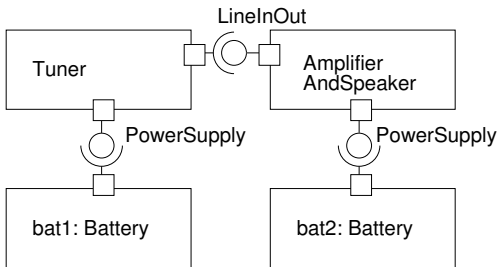 LineInOut
Tuner
Amplifier
AndSpeaker
PowerSupply
PowerSupply
bat1: Battery
bat2: Battery